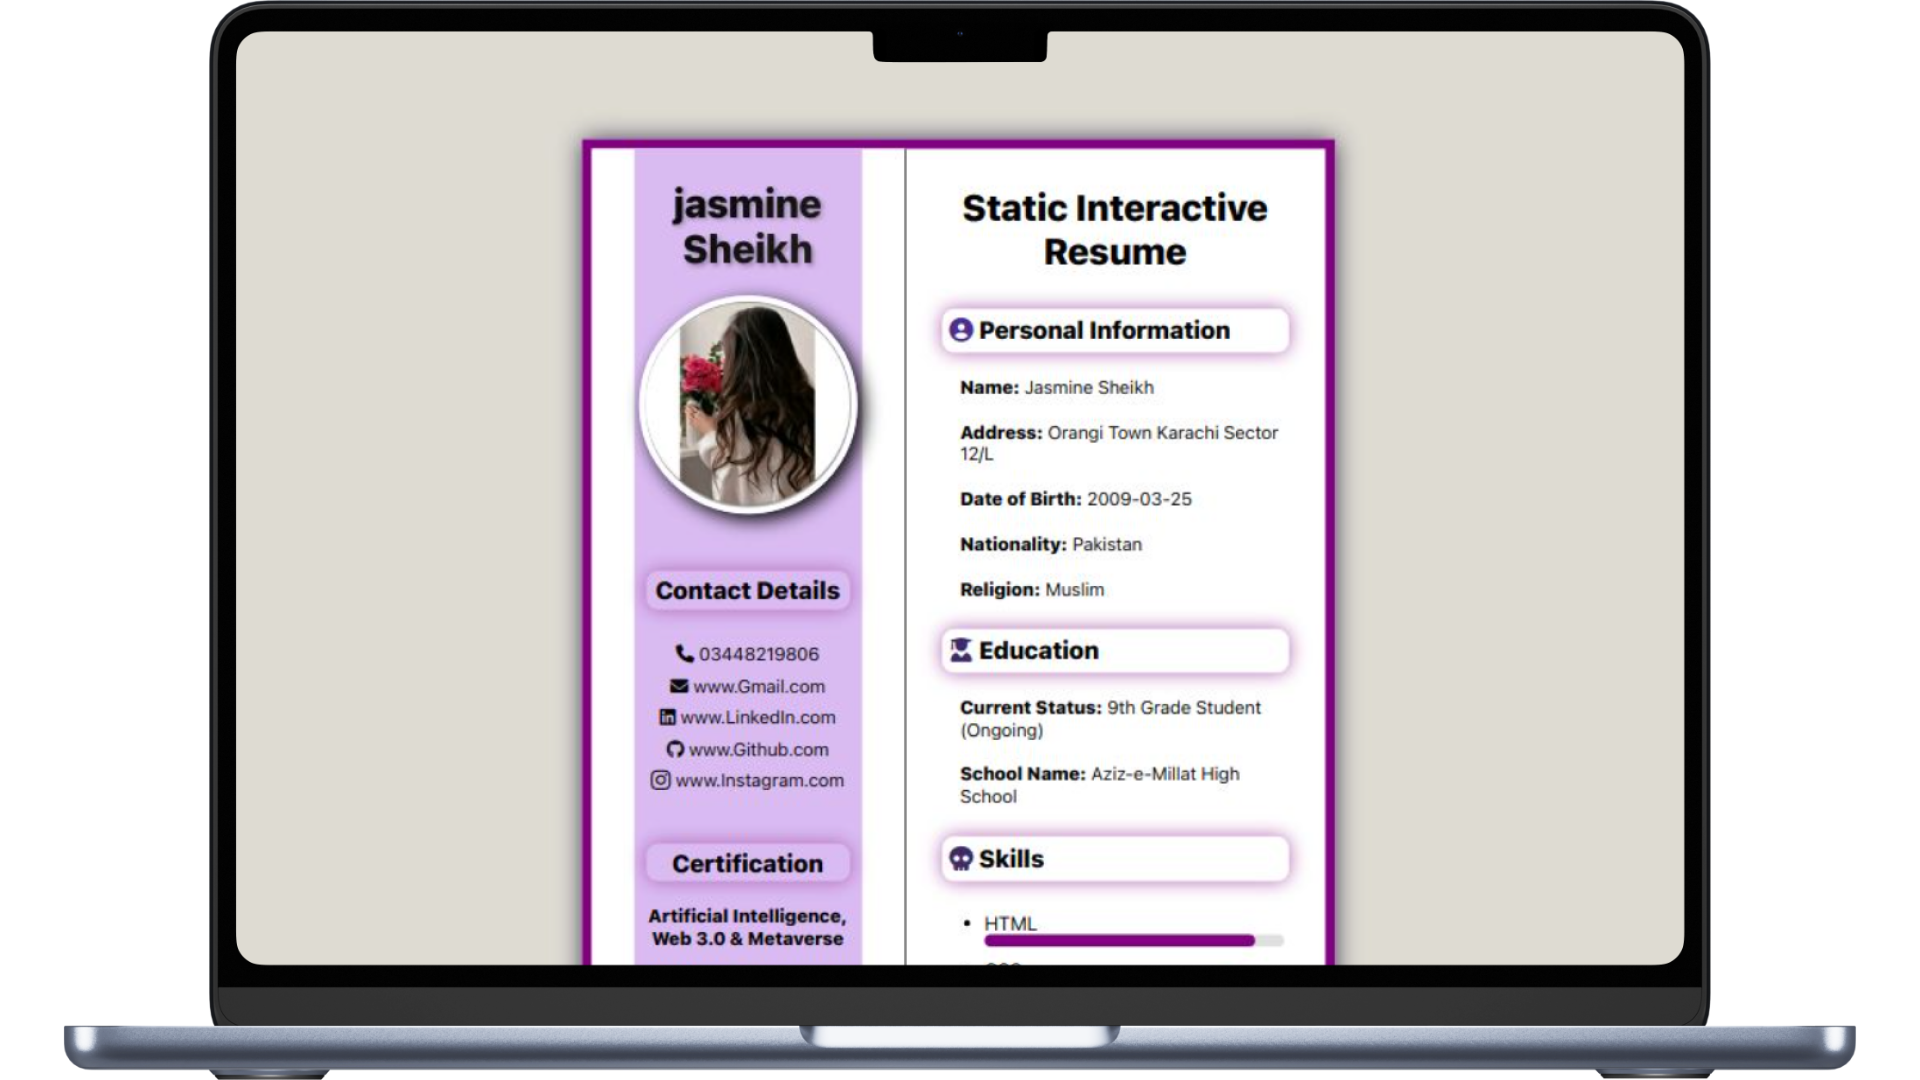 jasmine
Sheikh
Contact Details
03448219806
www.Gmail.com
www.LinkedIn.com
www.Github.com
www.Instagram.com
Certification
Artificial Intelligence,
Web 3.0 & Metaverse
Static Interactive
Resume
Personal Information
Name: Jasmine Sheikh
Address: Orangi Town Karachi Sector
12/L
Date of Birth: 2009-03-25
Nationality: Pakistan
Religion: Muslim
Education
Current Status: 9th Grade Student
(Ongoing)
School Name: Aziz-e-Millat High
School
Skills
• HTML